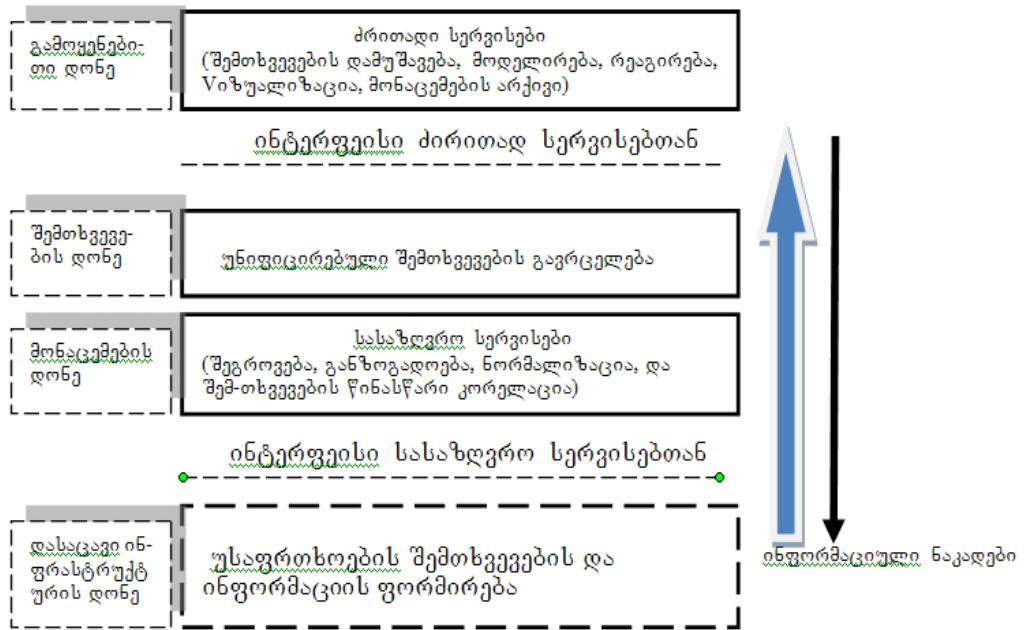 გამოყენები-
თი დონე
ძრითადი სერვისები
(შემთხვევების დამუშავება, მოდელირება, რეაგირება,
Vიზუალიზაცია, მონაცემების არქივი)
ინტერფეისი ძირითად სერვისებთან
შემთხვევე-
ბის დონე
უნიფიცირებული შემთხვევების გავრცელება
მონაცემების
დონე
სასაზღვრო სერვისები
(შეგროვება, განზოგადოება, ნორმალიზაცია, და
შემ-თხვევების წინასწარი კორელაცია)
ინტერფეისი სასაზღვრო სერვისებთან
დასაცავი ინ-
ფრასტრუქტ
ურის დონე
უსაფრთხოების შემთხვევების და
ინფორმაციის ფორმირება
ინფორმაციული ნაკადები